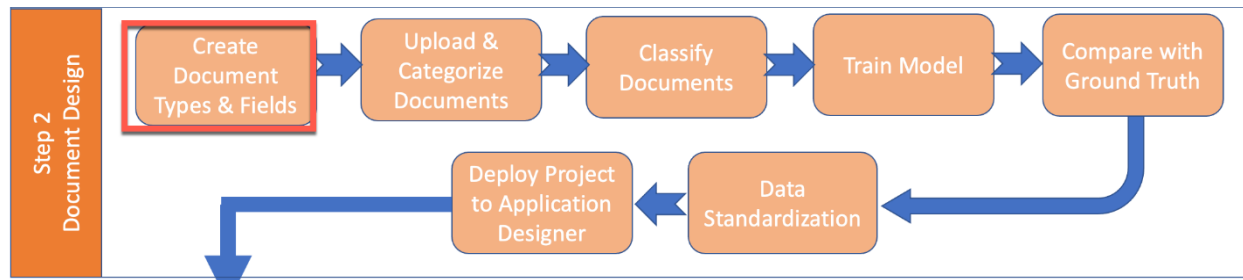 Step 2
Document Design
Create
Document
Types & Fields
Upload &
Categorize
Documents
Classify
Documents
Train Model
Compare with
Ground Truth
Data
Standardization
Deploy Project
to Application
Designer